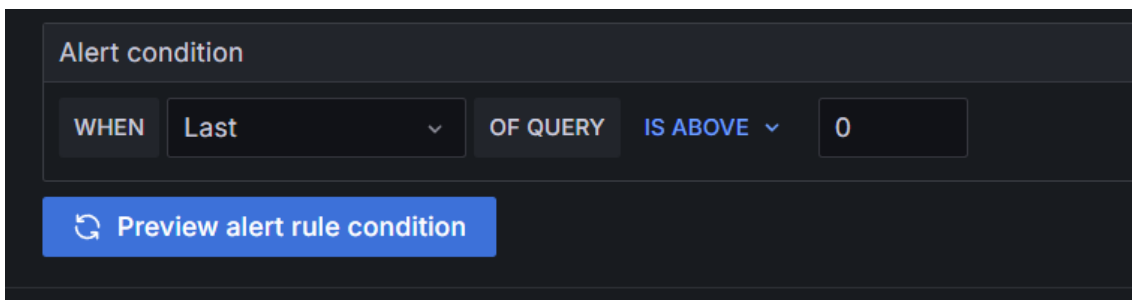 Alert condition
WHEN Last OF QUERY IS ABOVE 0
Preview alert rule condition